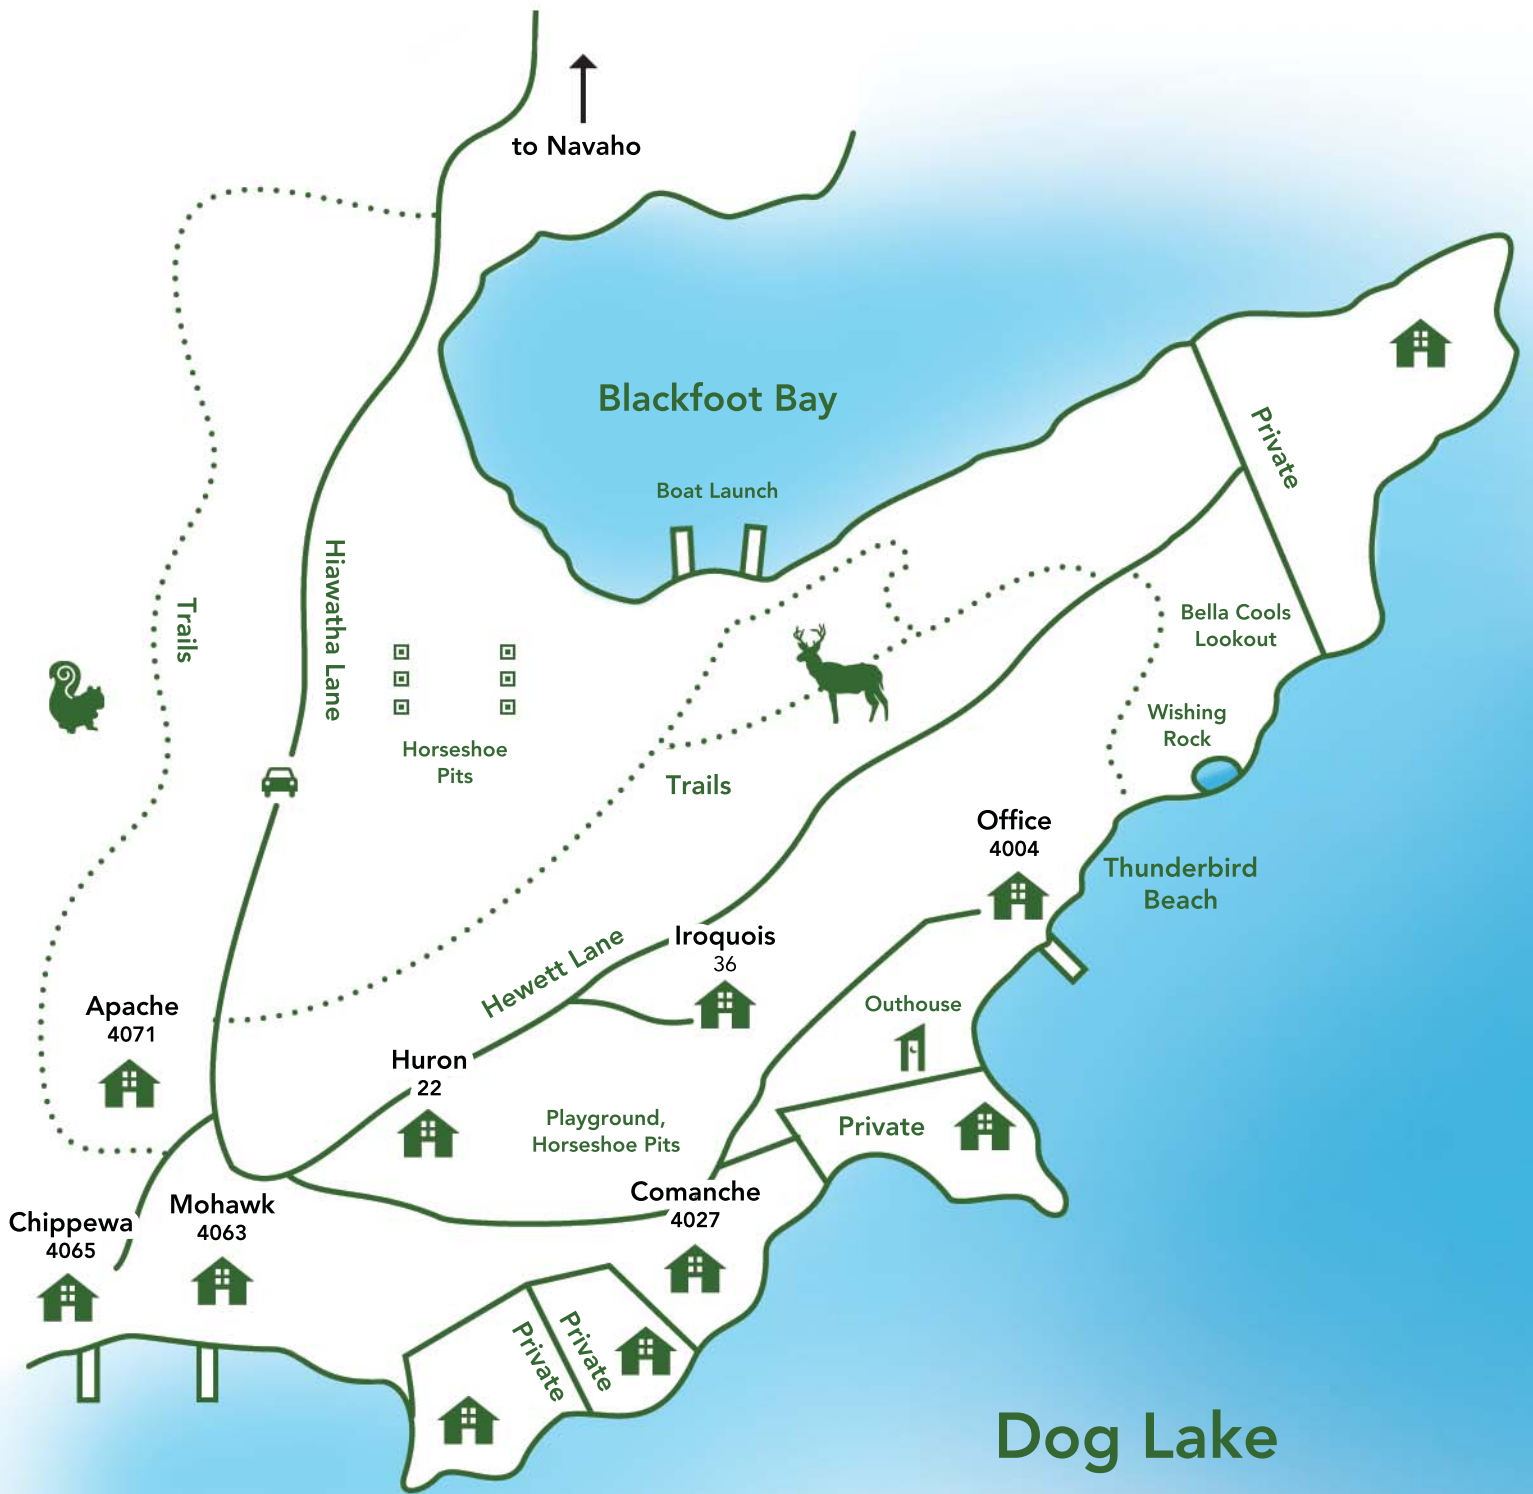 to Navaho
Blackfoot Bay
Boat Launch
Private
Hiawatha Lane
Trails
Bella Cools
Lookout
Wishing
Rock
Horseshoe
Pits
Trails
Office
4004
Thunderbird
Beach
Iroquois
36
Hewett Lane
Outhouse
Apache
4071
Huron
22
Playground,
Horseshoe Pits
Private
Comanche
4027
Mohawk
4063
Chippewa
4065
Private
Private
Dog Lake